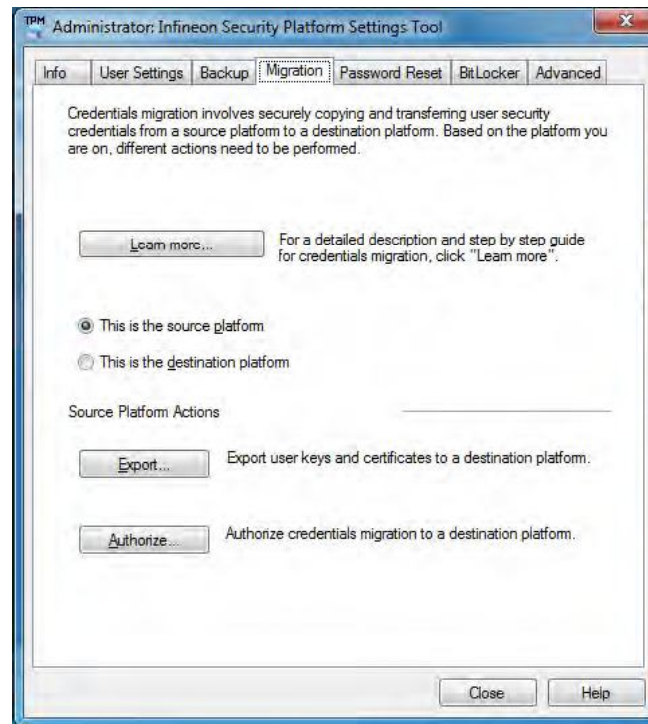 TPM Administrator: Infineon Security Platform Settings Tool
Info User Settings Backup Migration Password Reset BitLocker Advanced
Credentials migration involves securely copying and transferring user security
credentials from a source platform to a destination platform. Based on the platform you
are on, different actions need to be performed.
Learn more...
For a detailed description and step by step guide
for credentials migration, click "Learn more".
This is the source platform
This is the destination platform
Source Platform Actions
Export...
Export user keys and certificates to a destination platform.
Authorize...
Authorize credentials migration to a destination platform.
Close Help